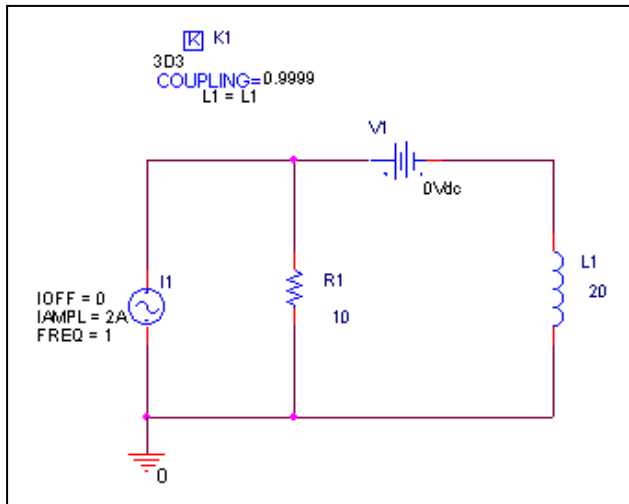 K K1
3D3
COUPLING=0.9999
L1 = L1
V1
0Vdc
I1
IOFF = 0
IAMPL = 2A
FREQ = 1
R1
10
L1
20
0